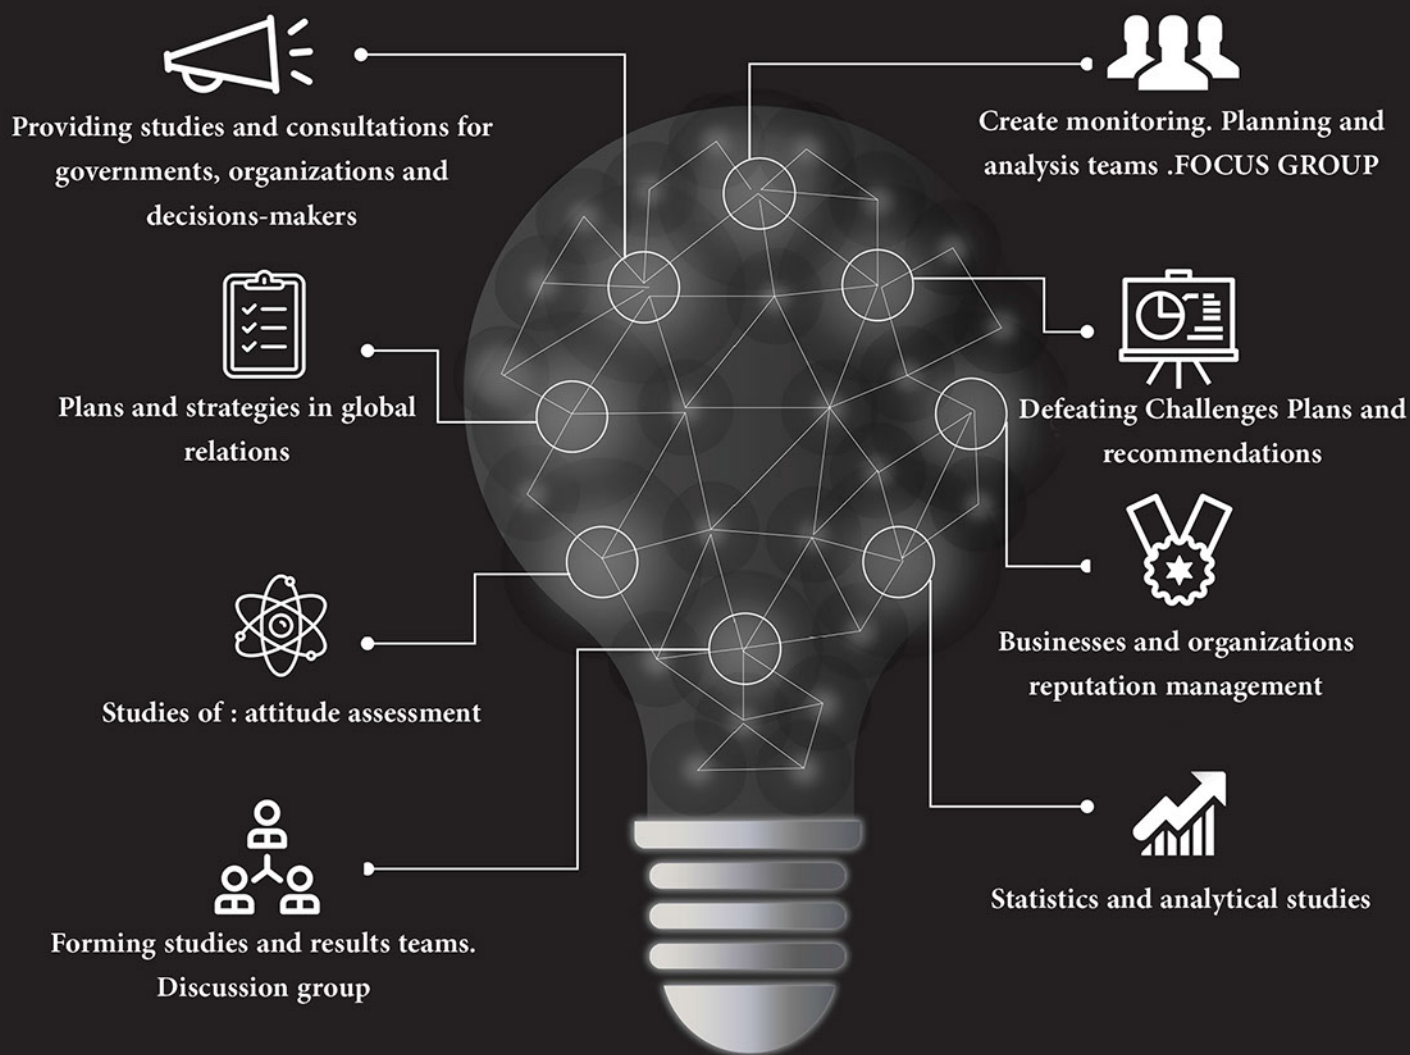 Providing studies and consultations for
governments, organizations and
decisions-makers
Plans and strategies in global
relations
Studies of : attitude assessment
Forming studies and results teams.
Discussion group
Create monitoring. Planning and
analysis teams .FOCUS GROUP
Defeating Challenges Plans and
recommendations
Businesses and organizations
reputation management
Statistics and analytical studies